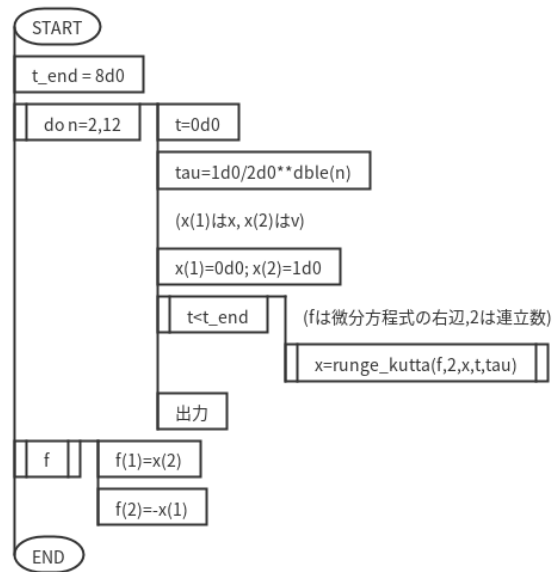 START
t_end = 8d0
do n=2,12
t=0d0
tau=1d0/2d0**dble(n)
(x(1)はx, x(2)はv)
x(1)=0d0; x(2)=1d0
t<t_end
(fは微分方程式の右辺,2は連立数)
x=runge_kutta(f,2,x,t,tau)
出力
f
f(1)=x(2)
f(2)=-x(1)
END